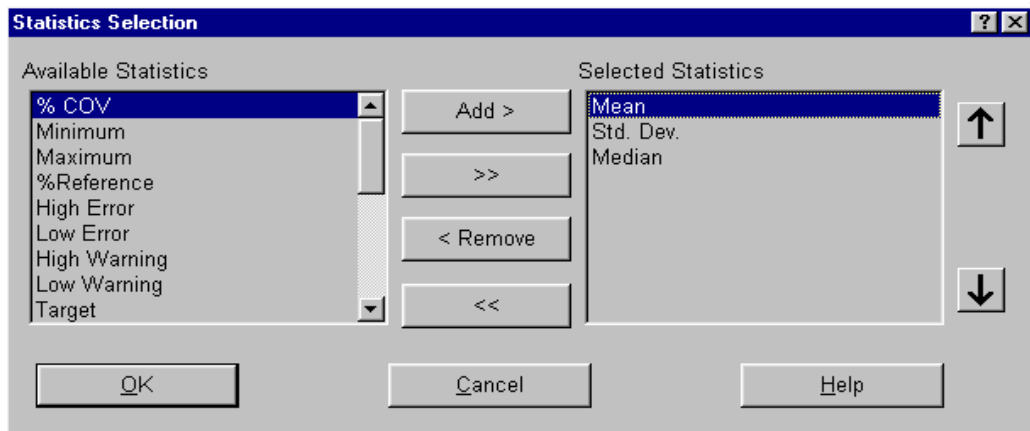 Statistics Selection
Available Statistics
% COV
Minimum
Maximum
%Reference
High Error
Low Error
High Warning
Low Warning
Target
Add >
>>
< Remove
<<
Selected Statistics
Mean
Std. Dev.
Median
OK
Cancel
Help